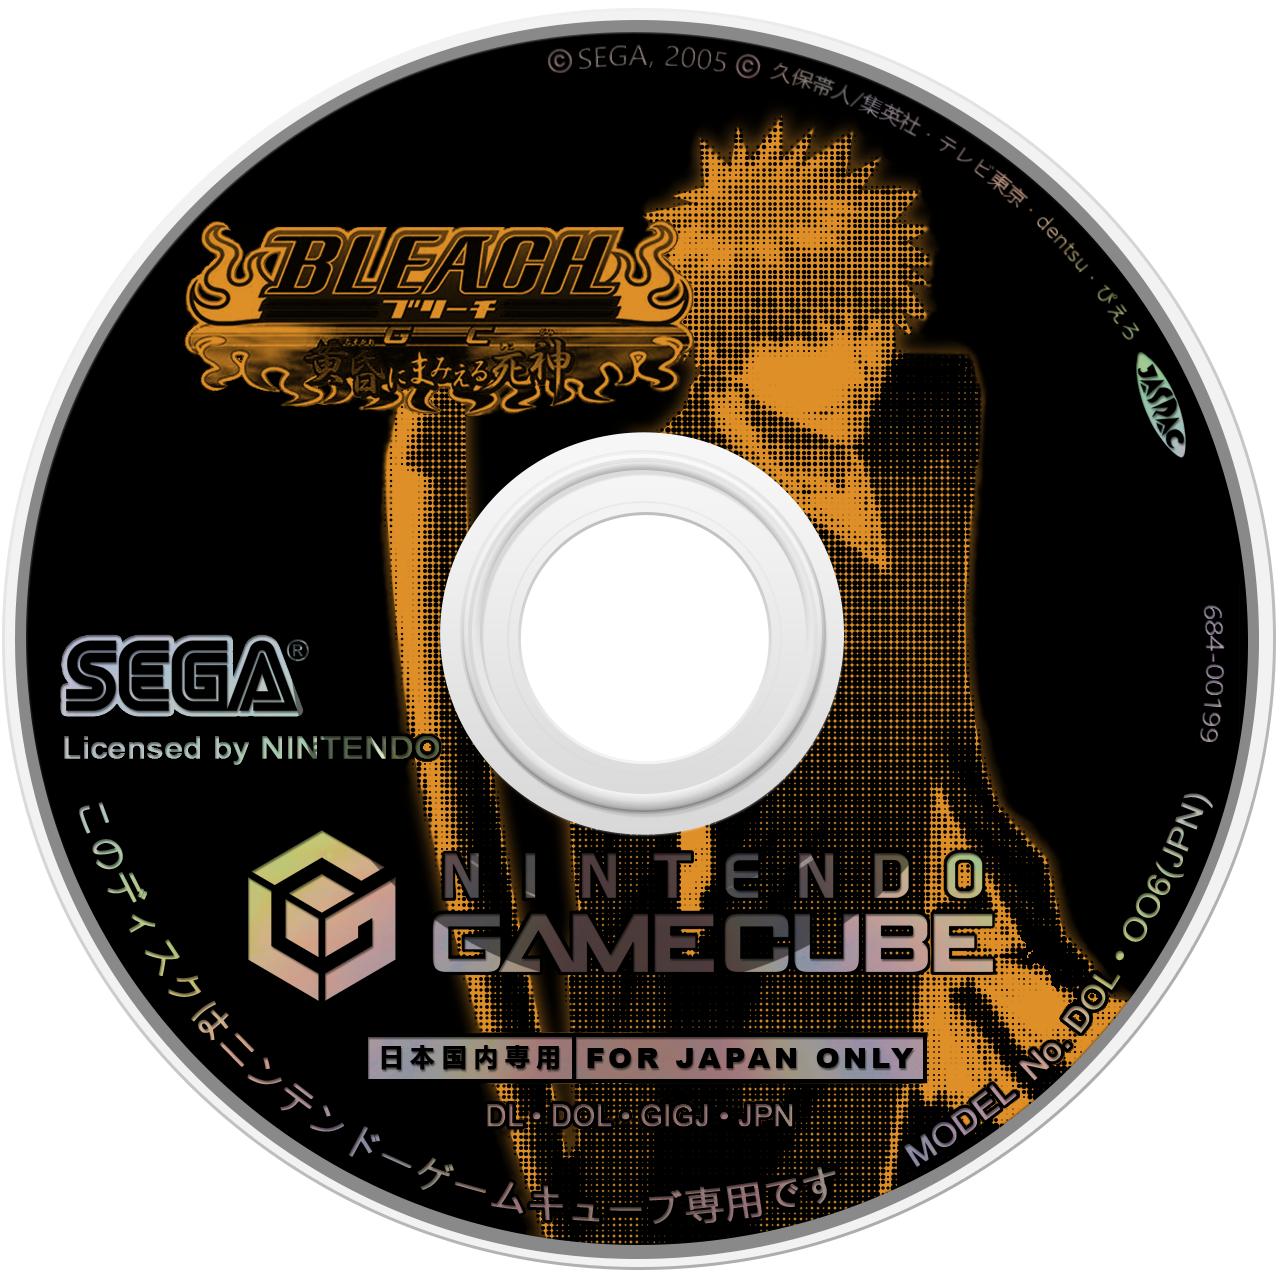 ©SEGA, 2005 © 久保帯人/集英社・テレビ東京・dentsu・ぴえろ
JASRAC
BLEACH
ブリーチ
G C
黄昏にまみえる死神
SEGA®
Licensed by NINTENDO
684-00199
NINTENDO
GAMECUBE
日本国内専用 FOR JAPAN ONLY
DL・DOL・GIGJ・JPN
MODEL No. DOL・006(JPN)
このディスクはニンテンドーゲームキューブ専用です